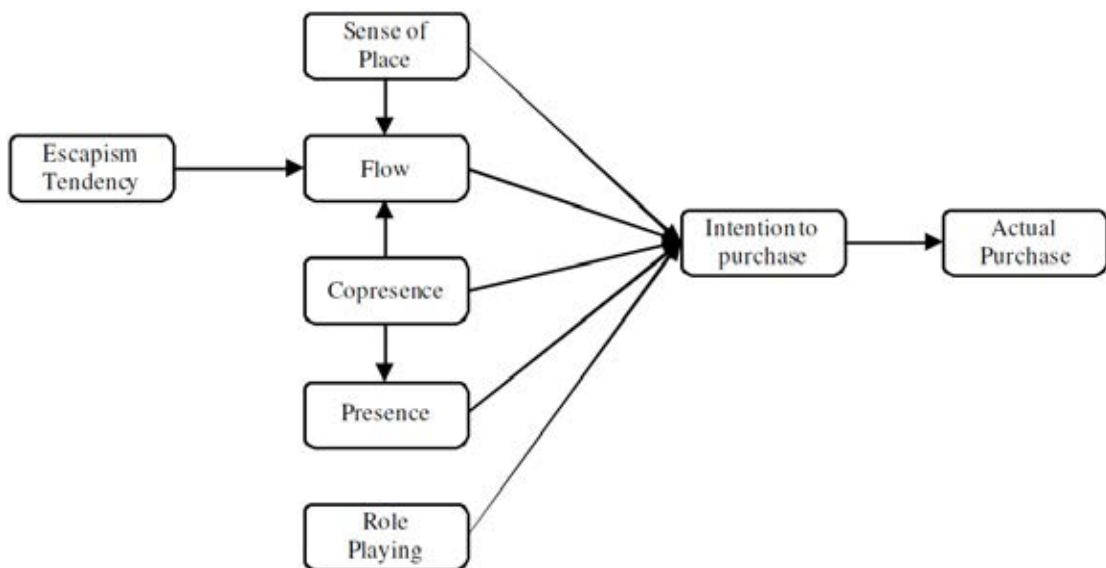 Sense of
Place
Escapism
Tendency
Flow
Intention to
purchase
Actual
Purchase
Copresence
Presence
Role
Playing